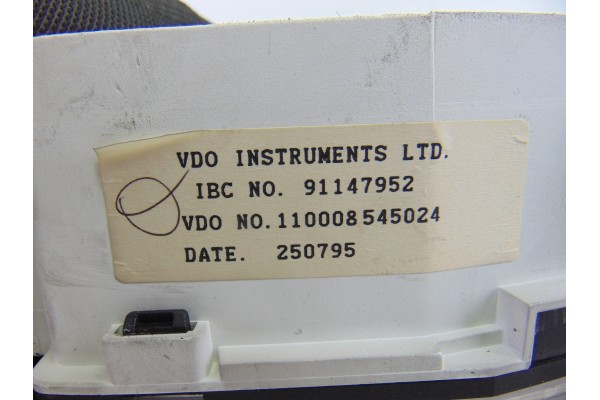 VDO INSTRUMENTS LTD.
IBC NO. 91147952
VDO NO.110008545024
DATE. 250795